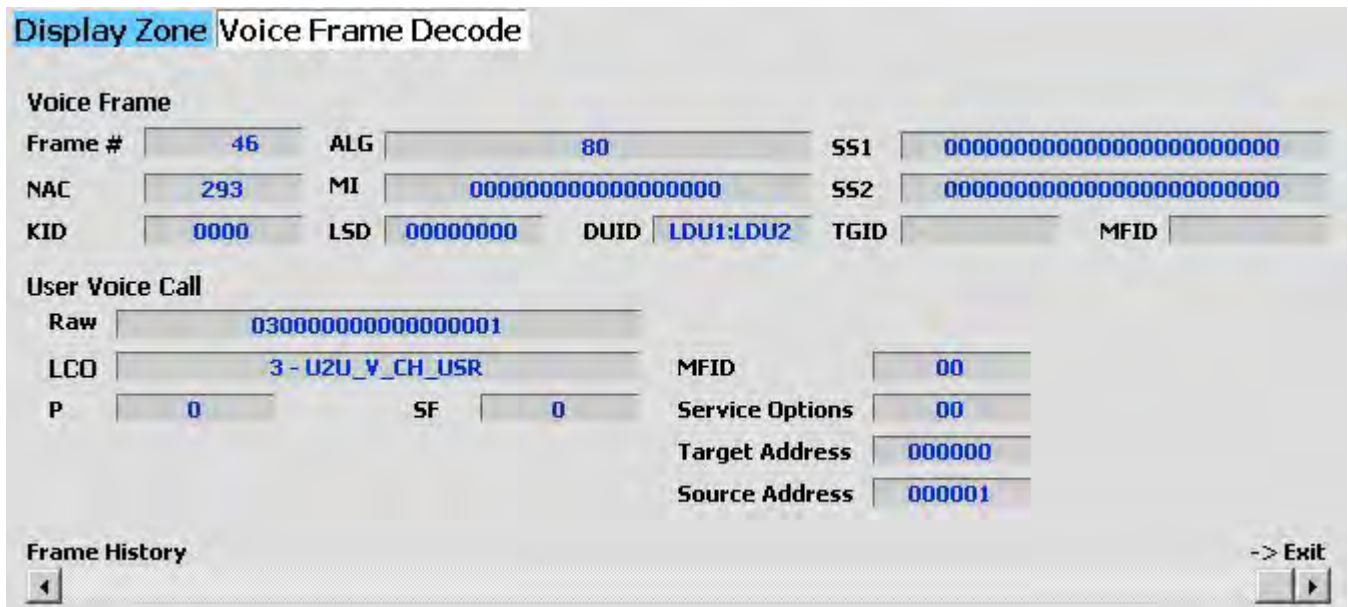 Display Zone Voice Frame Decode
Voice Frame
Frame # 46 ALG 80 SS1 000000000000000000000000
NAC 293 MI 000000000000000000 SS2 000000000000000000000000
KID 0000 LSD 00000000 DUID LDU1:LDU2 TGID MFID
User Voice Call
Raw 030000000000000001
LCO 3 - U2U_V_CH_USR MFID 00
P 0 SF 0 Service Options 00
Target Address 000000
Source Address 000001
Frame History -> Exit